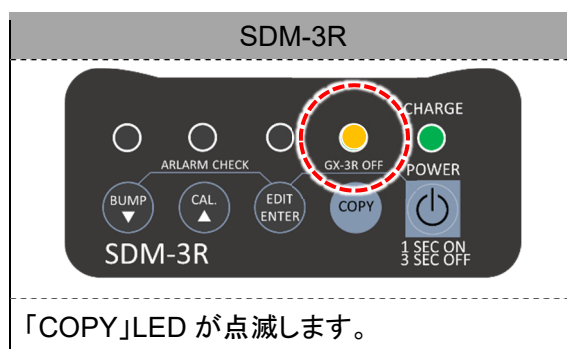 SDM-3R
CHARGE
ARLARM CHECK
GX-3R OFF
POWER
BUMP
▼
CAL.
▲
EDIT
ENTER
COPY
SDM-3R
1 SEC ON
3 SEC OFF
「COPY」LED が点滅します。